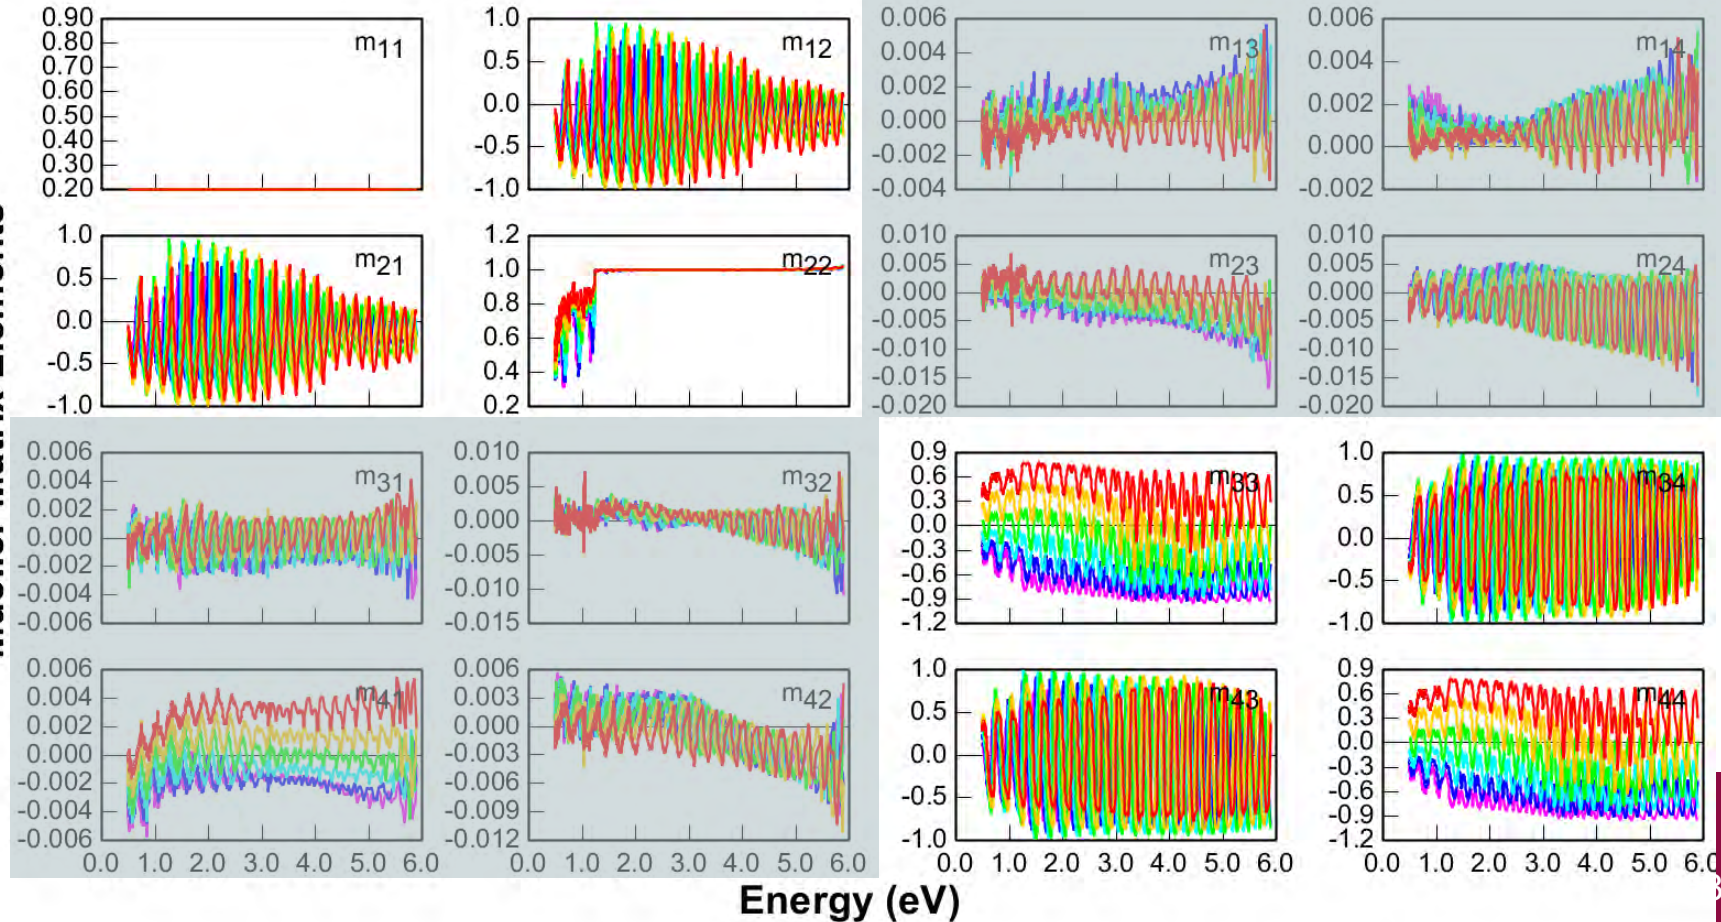 0.90 0.80 0.70 0.60 0.50 0.40 0.30 0.20 m11
1.0 0.5 0.0 -0.5 -1.0 m12
0.006 0.004 0.002 0.000 -0.002 -0.004 m13
0.006 0.004 0.002 0.000 -0.002 m14
1.0 0.5 0.0 -0.5 -1.0 m21
1.2 1.0 0.8 0.6 0.4 0.2 m22
0.010 0.005 0.000 -0.005 -0.010 -0.015 -0.020 m23
0.010 0.005 0.000 -0.005 -0.010 -0.015 -0.020 m24
0.006 0.004 0.002 0.000 -0.002 -0.004 -0.006 m31
0.010 0.005 0.000 -0.005 -0.010 -0.015 m32
0.9 0.6 0.3 0.0 -0.3 -0.6 -0.9 -1.2 m33
1.0 0.5 0.0 -0.5 -1.0 m34
0.006 0.004 0.002 0.000 -0.002 -0.004 -0.006 m41
0.006 0.003 0.000 -0.003 -0.006 -0.009 -0.012 m42
1.0 0.5 0.0 -0.5 -1.0 m43
0.9 0.6 0.3 0.0 -0.3 -0.6 -0.9 -1.2 m44
0.0 1.0 2.0 3.0 4.0 5.0 6.0
0.0 1.0 2.0 3.0 4.0 5.0 6.0
0.0 1.0 2.0 3.0 4.0 5.0 6.0
0.0 1.0 2.0 3.0 4.0 5.0 6.0
Energy (eV)